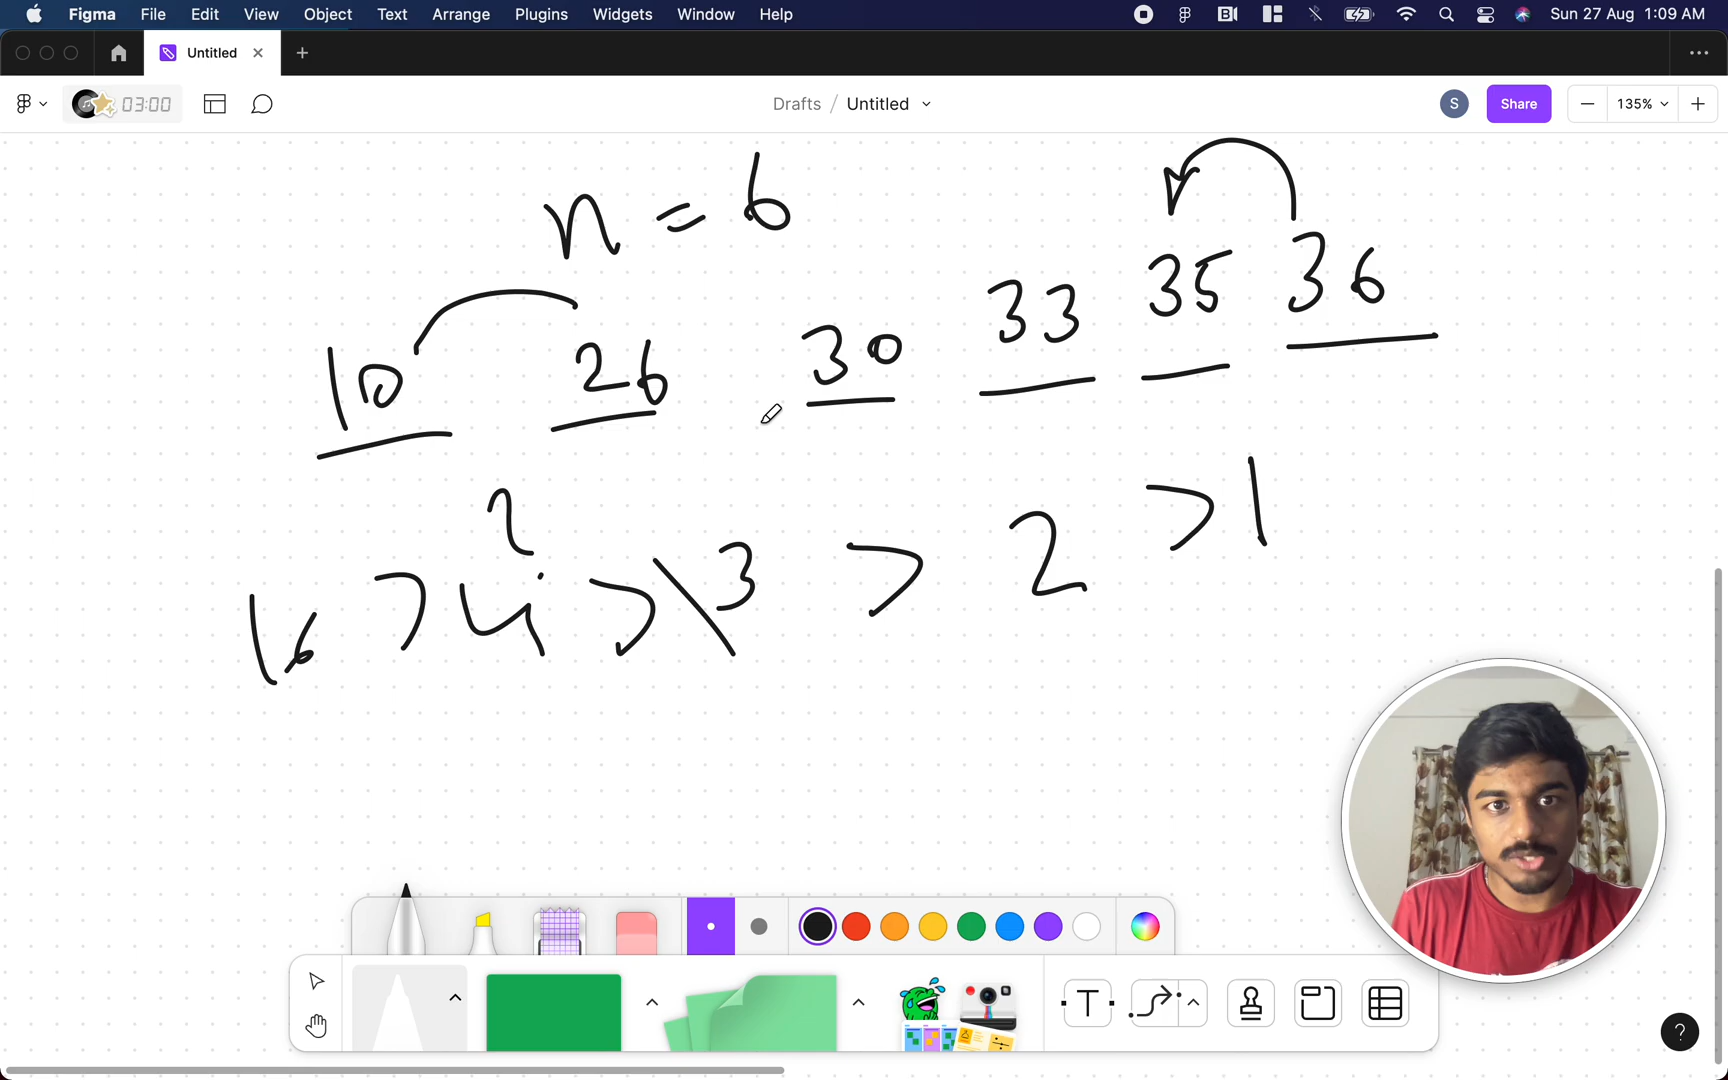 Figma File Edit View Object Text Arrange Plugins Widgets Window Help Sun 27 Aug 1:09 AM
Untitled
03:00 Drafts / Untitled S Share 135%
n = 6
10 26 30 33 35 36
2
16 > 4 > 3 > 2 > 1
T
?